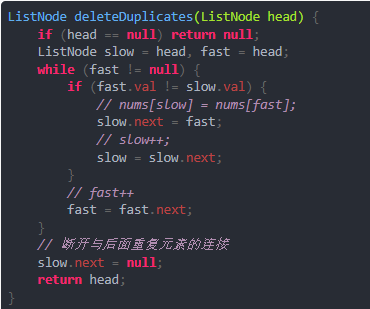 ListNode deleteDuplicates(ListNode head) {
    if (head == null) return null;
    ListNode slow = head, fast = head;
    while (fast != null) {
        if (fast.val != slow.val) {
            // nums[slow] = nums[fast];
            slow.next = fast;
            // slow++;
            slow = slow.next;
        }
        // fast++
        fast = fast.next;
    }
    // 断开与后面重复元素的连接
    slow.next = null;
    return head;
}